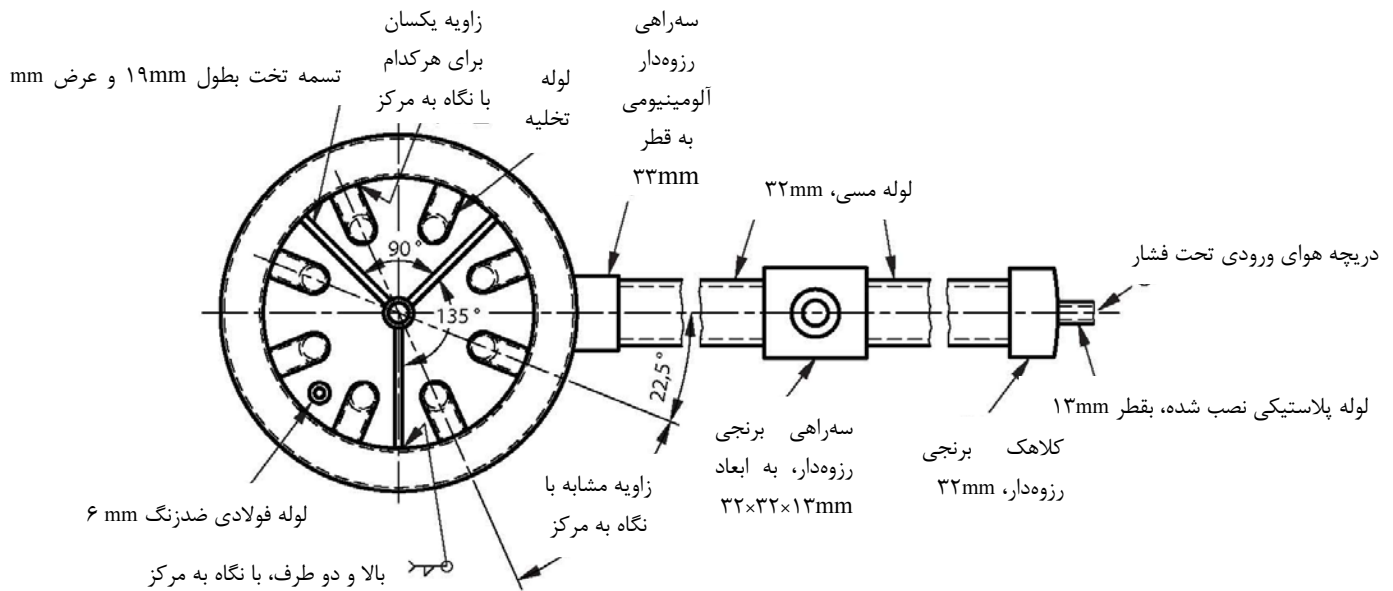 تسمه تخت بطول ۱۹mm و عرض mm
زاویه یکسان
برای هرکدام
با نگاه به مرکز
لوله
تخلیه
سه‌راهی
رزوه‌دار
آلومینیومی
به قطر
۳۳mm
لوله مسی، ۳۲mm
دریچه هوای ورودی تحت فشار
90°
135°
22,5°
لوله پلاستیکی نصب شده، بقطر ۱۳mm
کلاهک برنجی
رزوه‌دار، ۳۲mm
سه‌راهی برنجی
رزوه‌دار، به ابعاد
۳۲×۳۲×۱۳mm
زاویه مشابه با
نگاه به مرکز
لوله فولادی ضدزنگ ۶ mm
بالا و دو طرف، با نگاه به مرکز